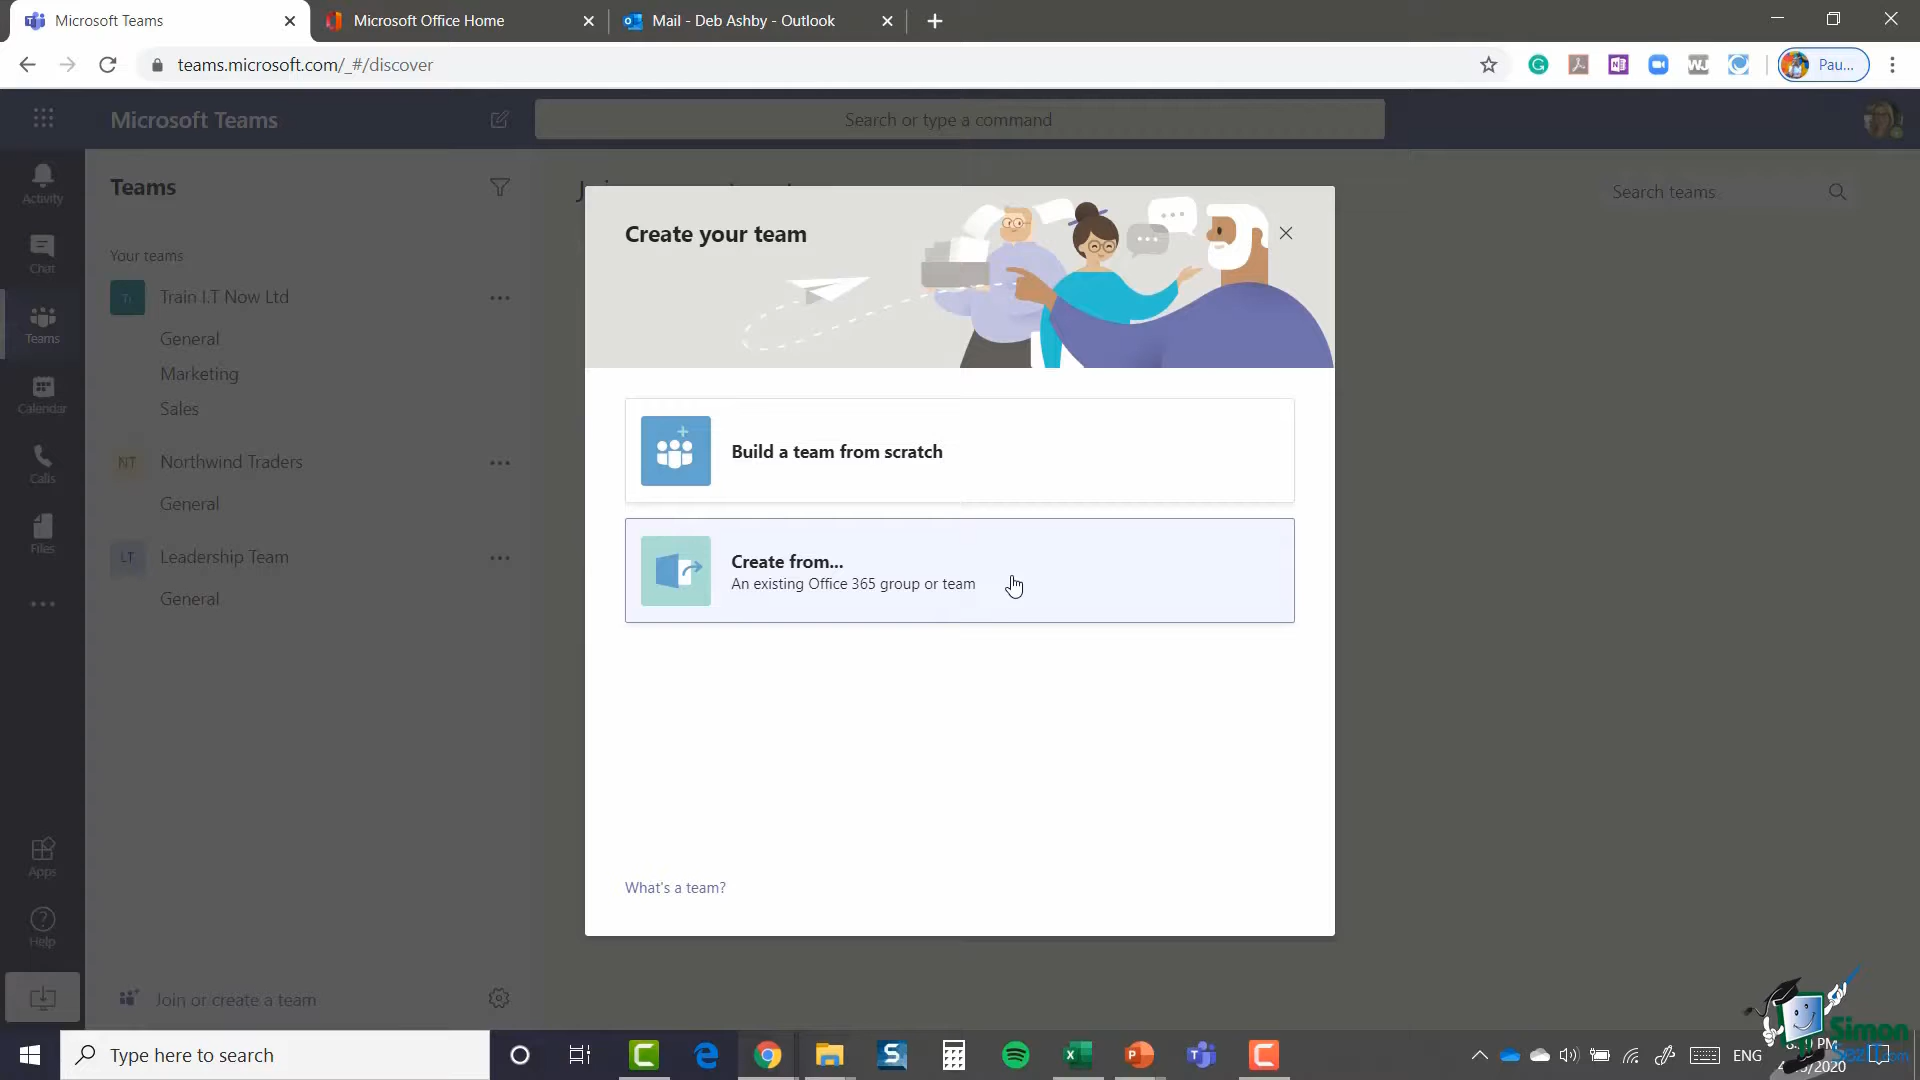 Microsoft Teams
Microsoft Office Home
Mail - Deb Ashby - Outlook
teams.microsoft.com/_#/discover
Pau...
Microsoft Teams
Search or type a command
Activity
Chat
Teams
Calendar
Calls
Files
Apps
Help
Teams
Your teams
Train I.T Now Ltd
General
Marketing
Sales
NT
Northwind Traders
General
LT
Leadership Team
General
Join or create a team
Search teams
Create your team
Build a team from scratch
Create from...
An existing Office 365 group or team
What's a team?
Type here to search
ENG
Simon